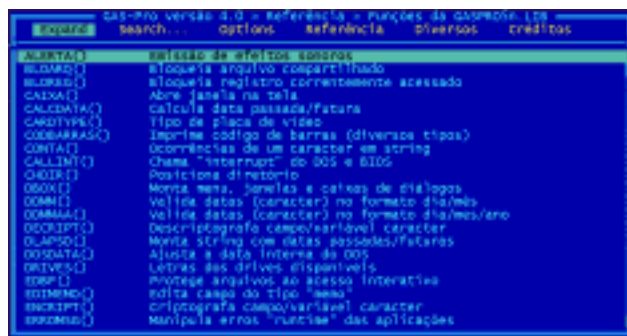 GAS-Pro versão 4.0 > Referência > Funções da GASPRO5n.LIB
Expand Search... Options Referência Diversos Créditos
ALERTA() Emissão de efeitos sonoros
BLOARQ() Bloqueia arquivo compartilhado
BLOREG() Bloqueia registro correntemente acessado
CAIXA() Abre janela na tela
CALCDATA() Calcula data passada/futura
CARDTYPE() Tipo de placa de vídeo
CODBARRAS() Imprime código de barras (diversos tipos)
CONTA() Ocorrências de um caracter em string
CALLINT() Chama "interrupt" do DOS e BIOS
CHDIR() Posiciona diretório
DBOX() Monta menu, janelas e caixas de diálogos
DDMM() Valida datas (caracter) no formato dia/mês
DDMMAA() Valida datas (caracter) no formato dia/mês/ano
DECRIPT() Descriptografa campo/variável caracter
DLAPSO() Monta string com datas passadas/futuras
DOSDATA() Ajusta a data interna do DOS
DRIVES() Letras dos drives disponíveis
EDBF() Protege arquivos ao acesso interativo
EDIMEMO() Edita campo do tipo "memo"
ENCRIPT() Criptografa campo/variável caracter
ERROMSG() Manipula erros "runtime" das aplicações